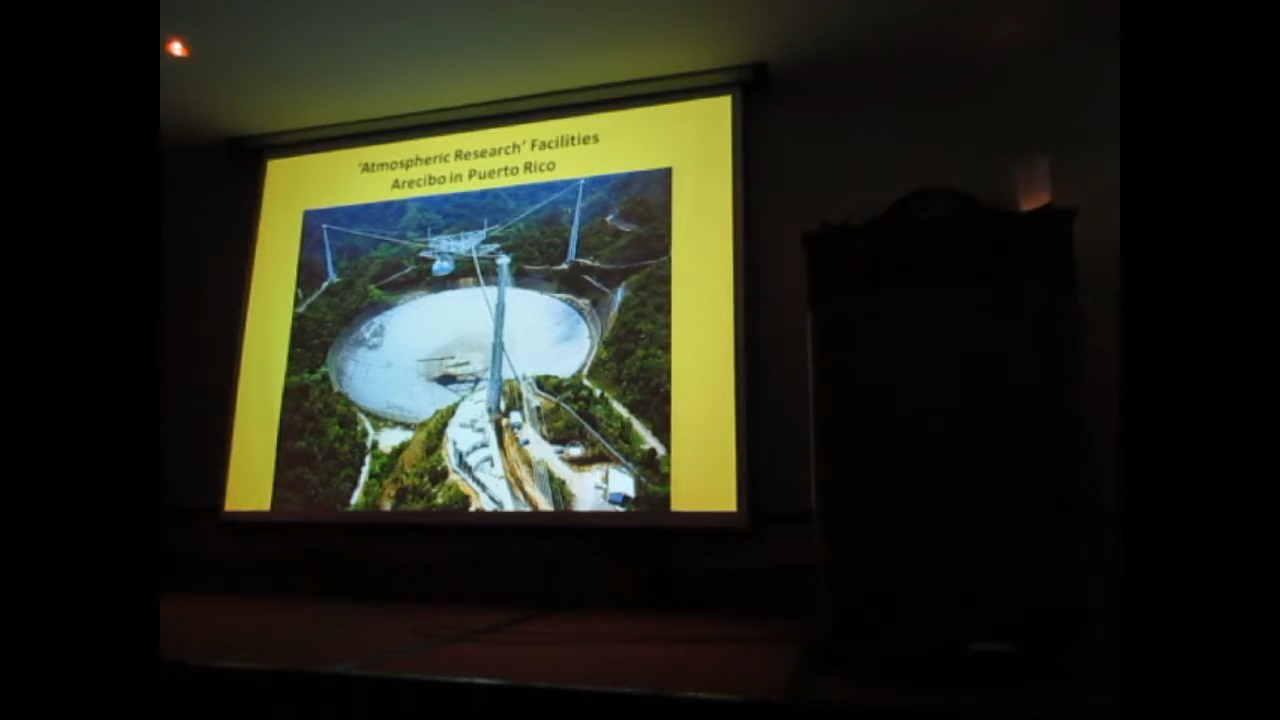 ‘Atmospheric Research’ Facilities
Arecibo in Puerto Rico